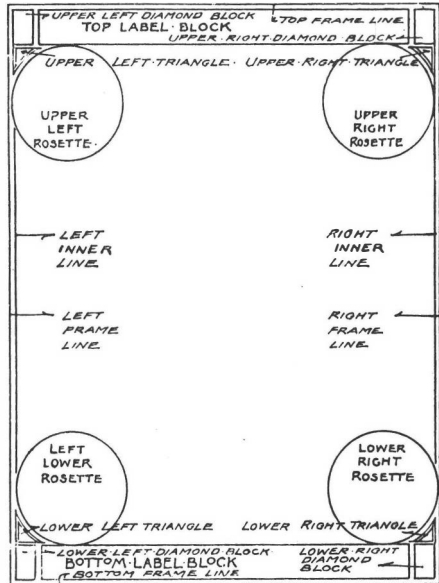 UPPER LEFT DIAMOND BLOCK
TOP FRAME LINE
TOP LABEL BLOCK
UPPER RIGHT DIAMOND BLOCK
UPPER LEFT TRIANGLE. UPPER RIGHT TRIANGLE
UPPER
LEFT
ROSETTE.
UPPER
RIGHT
ROSETTE
LEFT
INNER
LINE
RIGHT
INNER
LINE
LEFT
FRAME
LINE
RIGHT
FRAME
LINE
LEFT
LOWER
ROSETTE
LOWER
RIGHT
ROSETTE
LOWER LEFT TRIANGLE LOWER RIGHT TRIANGLE
LOWER LEFT DIAMOND BLOCK
LOWER RIGHT
DIAMOND
BLOCK
BOTTOM LABEL BLOCK
BOTTOM FRAME LINE